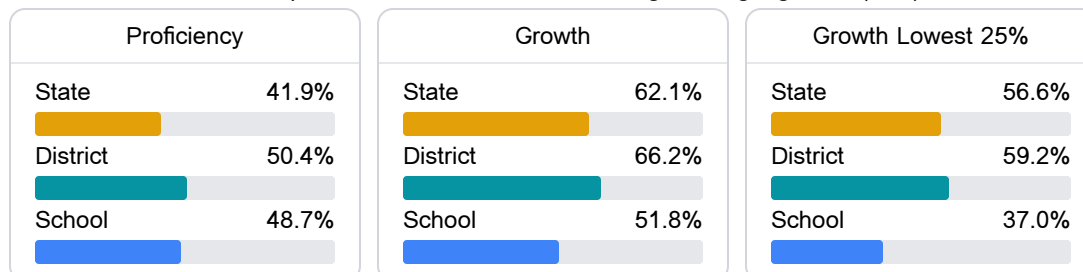 Proficiency
State 41.9%
District 50.4%
School 48.7%
Growth
State 62.1%
District 66.2%
School 51.8%
Growth Lowest 25%
State 56.6%
District 59.2%
School 37.0%